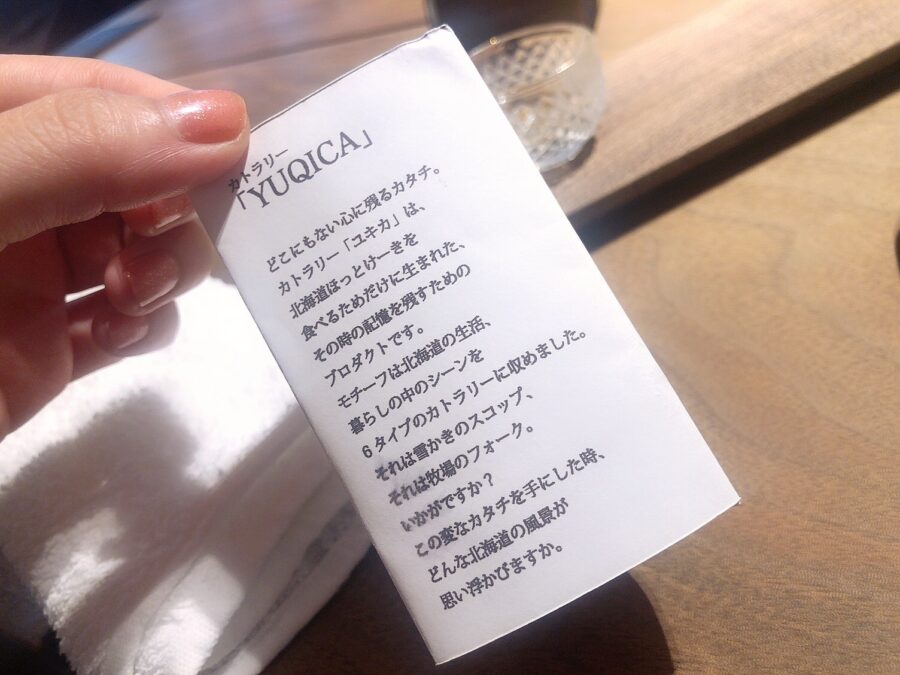 カトラリー
「YUQICA」
どこにもない心に残るカタチ。
カトラリー「ユキカ」は、
北海道ほっとけーきを
食べるためだけに生まれた、
その時の記憶を残すための
プロダクトです。
モチーフは北海道の生活、
暮らしの中のシーンを
6タイプのカトラリーに収めました。
それは雪かきのスコップ、
それは牧場のフォーク。
いかがですか?
この変なカタチを手にした時、
どんな北海道の風景が
思い浮かびますか。